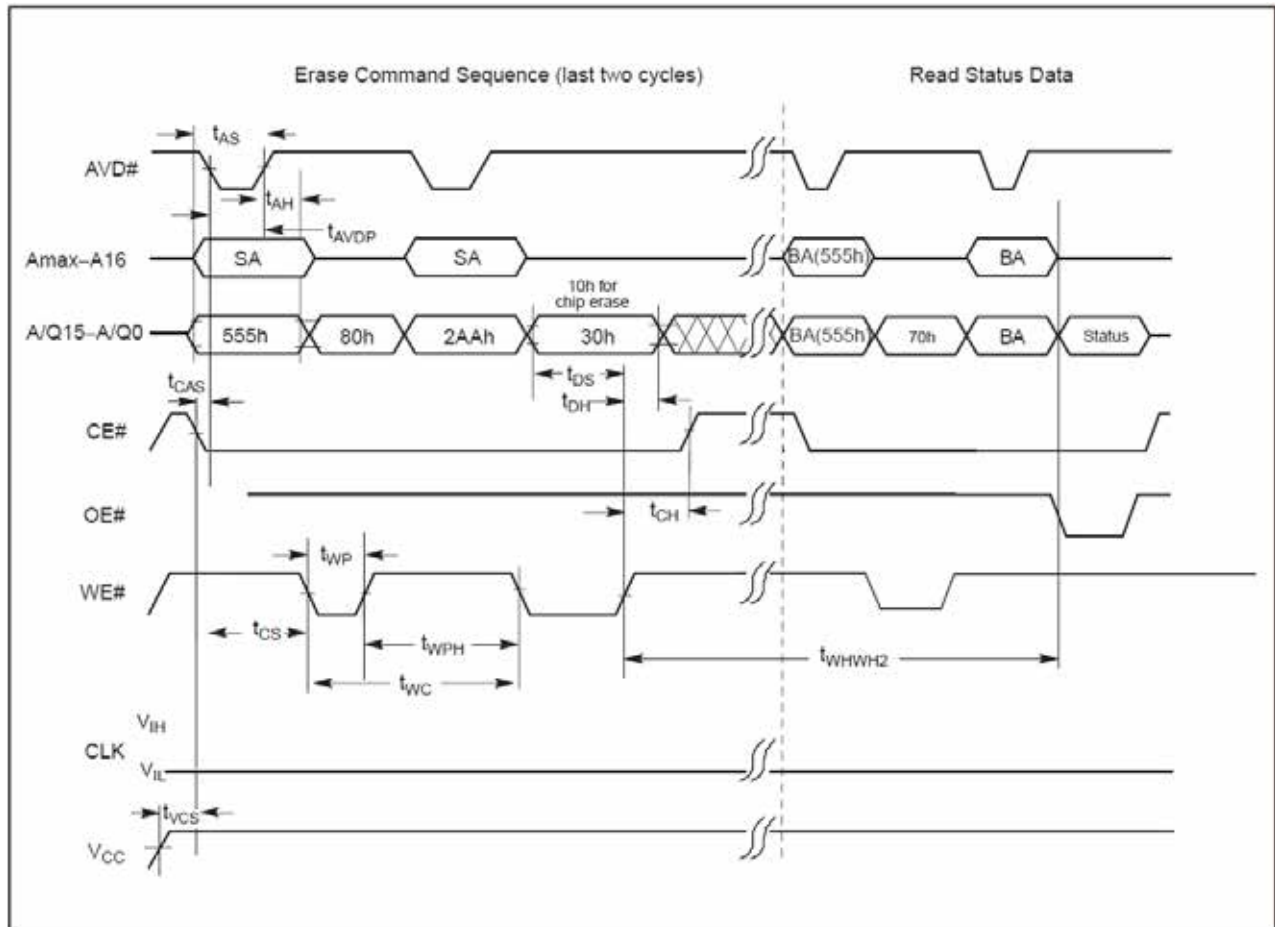 Erase Command Sequence (last two cycles) Read Status Data
tAS
AVD#
tAH
tAVDP
Amax–A16 SA SA BA(555h) BA
10h for
chip erase
A/Q15–A/Q0 555h 80h 2AAh 30h BA(555h) 70h BA Status
tDS
tCAS tDH
CE#
OE# tCH
tWP
WE#
tCS tWPH tWHWH2
tWC
VIH
CLK
VIL
tVCS
VCC